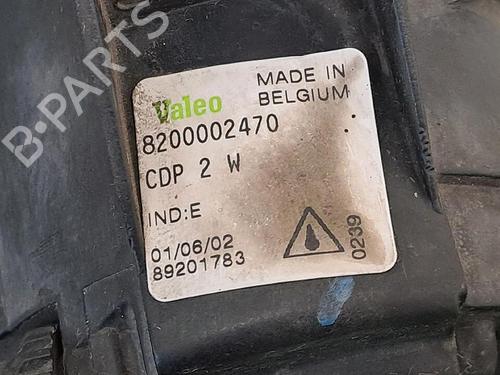 B-PARTS
Valeo
MADE IN
BELGIUM
8200002470
CDP 2 W
IND:E
01/06/02
89201783
0239